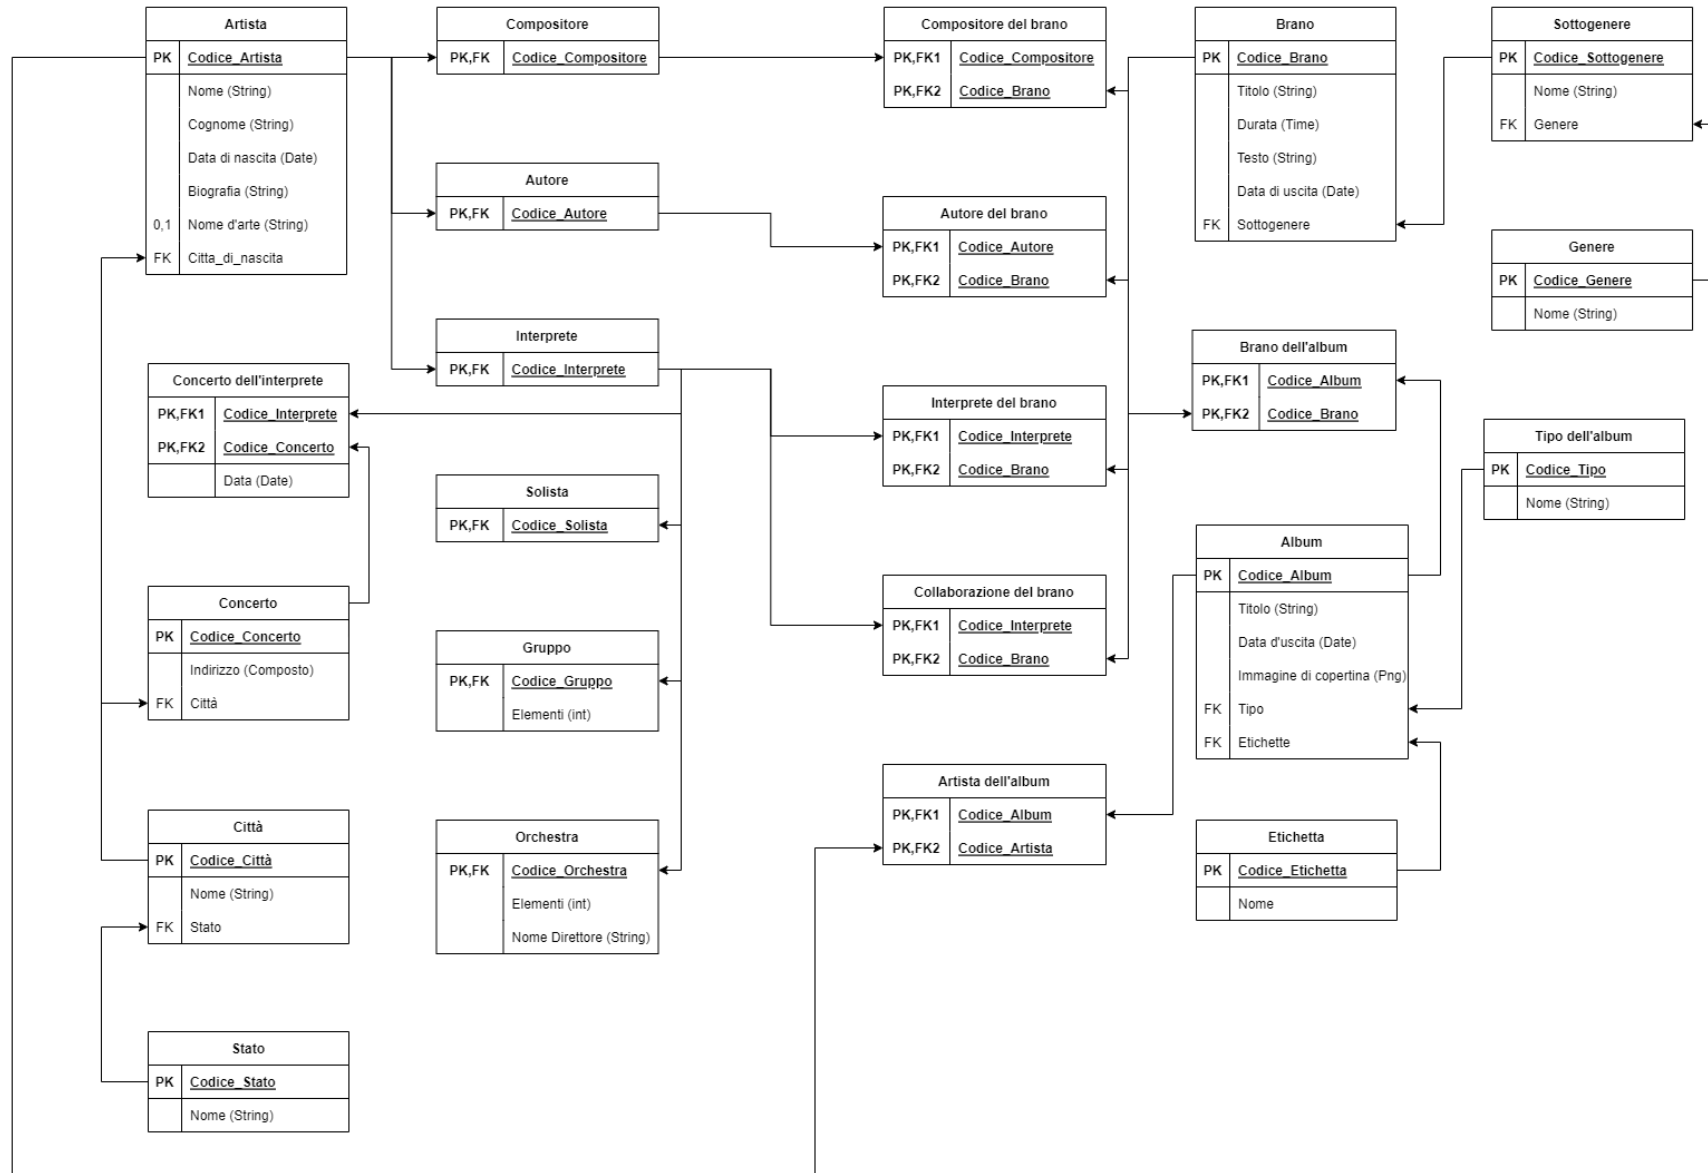 Artista
PK Codice_Artista
Nome (String)
Cognome (String)
Data di nascita (Date)
Biografia (String)
0,1 Nome d'arte (String)
FK Citta_di_nascita
Compositore
PK,FK Codice_Compositore
Compositore del brano
PK,FK1 Codice_Compositore
PK,FK2 Codice_Brano
Brano
PK Codice_Brano
Titolo (String)
Durata (Time)
Testo (String)
Data di uscita (Date)
FK Sottogenere
Sottogenere
PK Codice_Sottogenere
Nome (String)
FK Genere
Autore
PK,FK Codice_Autore
Autore del brano
PK,FK1 Codice_Autore
PK,FK2 Codice_Brano
Genere
PK Codice_Genere
Nome (String)
Interprete
PK,FK Codice_Interprete
Brano dell'album
PK,FK1 Codice_Album
PK,FK2 Codice_Brano
Concerto dell'interprete
PK,FK1 Codice_Interprete
PK,FK2 Codice_Concerto
Data (Date)
Interprete del brano
PK,FK1 Codice_Interprete
PK,FK2 Codice_Brano
Tipo dell'album
PK Codice_Tipo
Nome (String)
Solista
PK,FK Codice_Solista
Album
PK Codice_Album
Titolo (String)
Data d'uscita (Date)
Immagine di copertina (Png)
FK Tipo
FK Etichette
Concerto
PK Codice_Concerto
Indirizzo (Composto)
FK Città
Collaborazione del brano
PK,FK1 Codice_Interprete
PK,FK2 Codice_Brano
Gruppo
PK,FK Codice_Gruppo
Elementi (int)
Artista dell'album
PK,FK1 Codice_Album
PK,FK2 Codice_Artista
Città
PK Codice_Città
Nome (String)
FK Stato
Orchestra
PK,FK Codice_Orchestra
Elementi (int)
Nome Direttore (String)
Etichetta
PK Codice_Etichetta
Nome
Stato
PK Codice_Stato
Nome (String)